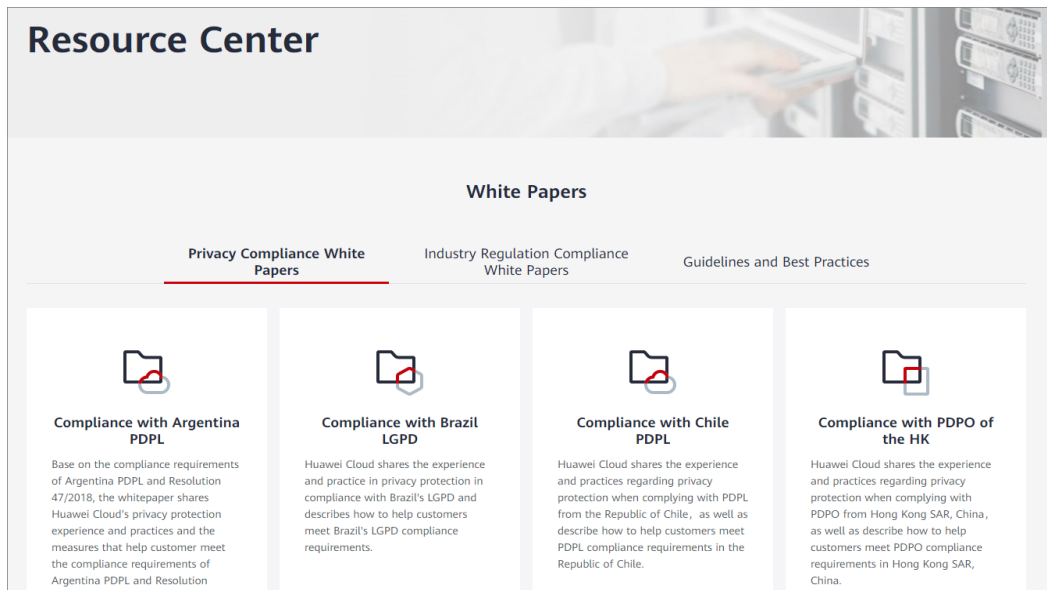 Resource Center
White Papers
Privacy Compliance White
Papers
Industry Regulation Compliance
White Papers
Guidelines and Best Practices
Compliance with Argentina
PDPL
Base on the compliance requirements
of Argentina PDPL and Resolution
47/2018, the whitepaper shares
Huawei Cloud's privacy protection
experience and practices and the
measures that help customer meet
the compliance requirements of
Argentina PDPL and Resolution
Compliance with Brazil
LGPD
Huawei Cloud shares the experience
and practice in privacy protection in
compliance with Brazil's LGPD and
describes how to help customers
meet Brazil's LGPD compliance
requirements.
Compliance with Chile
PDPL
Huawei Cloud shares the experience
and practices regarding privacy
protection when complying with PDPL
from the Republic of Chile，as well as
describe how to help customers meet
PDPL compliance requirements in the
Republic of Chile.
Compliance with PDPO of
the HK
Huawei Cloud shares the experience
and practices regarding privacy
protection when complying with
PDPO from Hong Kong SAR, China，
as well as describe how to help
customers meet PDPO compliance
requirements in Hong Kong SAR,
China.